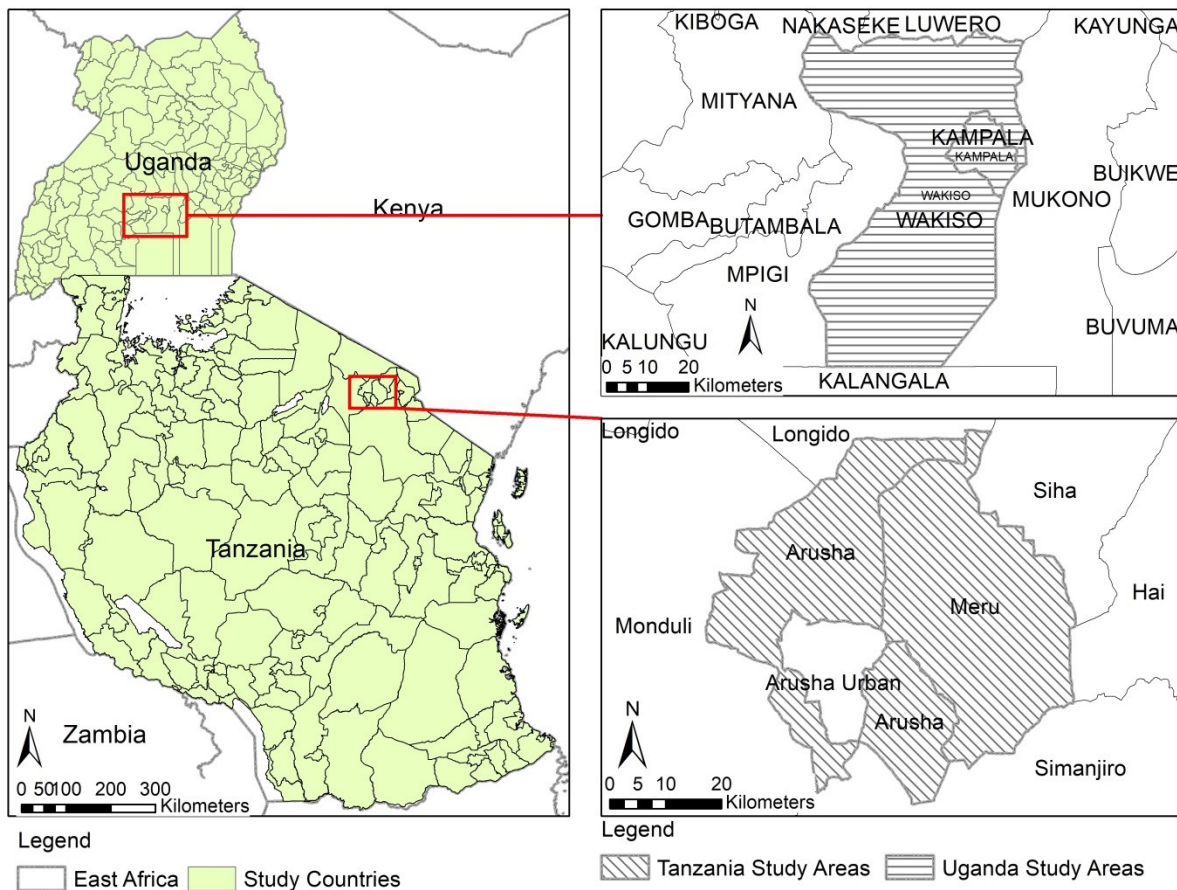 Uganda
Kenya
Tanzania
Zambia
N
0 50 100 200 300
Kilometers
Legend
East Africa
Study Countries
KIBOGA
NAKASEKE
LUWERO
KAYUNGA
MITYANA
KAMPALA
KAMPALA
BUIKWE
WAKISO
MUKONO
GOMBA
BUTAMBALA
WAKISO
MPIGI
N
BUVUMA
KALUNGU
0 5 10 20
Kilometers
KALANGALA
Longido
Longido
Siha
Arusha
Meru
Hai
Monduli
Arusha Urban
Arusha
N
Simanjiro
0 5 10 20
Kilometers
Legend
Tanzania Study Areas
Uganda Study Areas